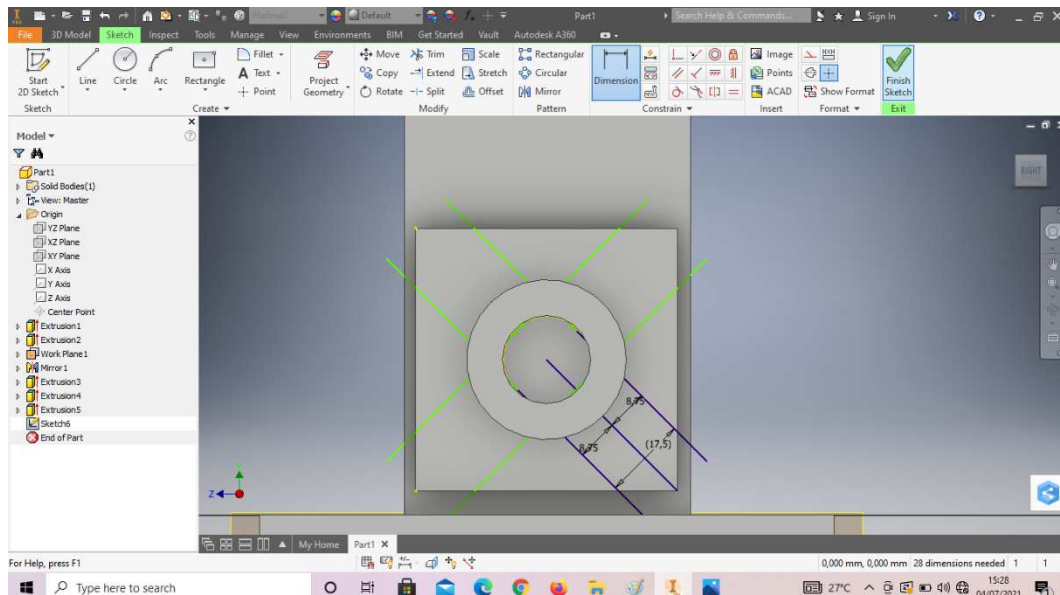 Material Default Part1 Search Help & Commands... Sign In
File 3D Model Sketch Inspect Tools Manage View Environments BIM Get Started Vault Autodesk A360
Start 2D Sketch Line Circle Arc Rectangle Fillet Text Point Project Geometry Move Copy Rotate Trim Extend Split Scale Stretch Offset Rectangular Circular Mirror Dimension Image Points ACAD Show Format Finish Sketch
Sketch Create Modify Pattern Constrain Insert Format Exit
Model
Part1
Solid Bodies(1)
View: Master
Origin
YZ Plane
XZ Plane
XY Plane
X Axis
Y Axis
Z Axis
Center Point
Extrusion1
Extrusion2
Work Plane1
Mirror1
Extrusion3
Extrusion4
Extrusion5
Sketch6
End of Part
RIGHT
8,75
8,75
(17,5)
Y
Z
My Home Part1
For Help, press F1 0,000 mm, 0,000 mm 28 dimensions needed 1 1
Type here to search 27°C 15:28
04/07/2021